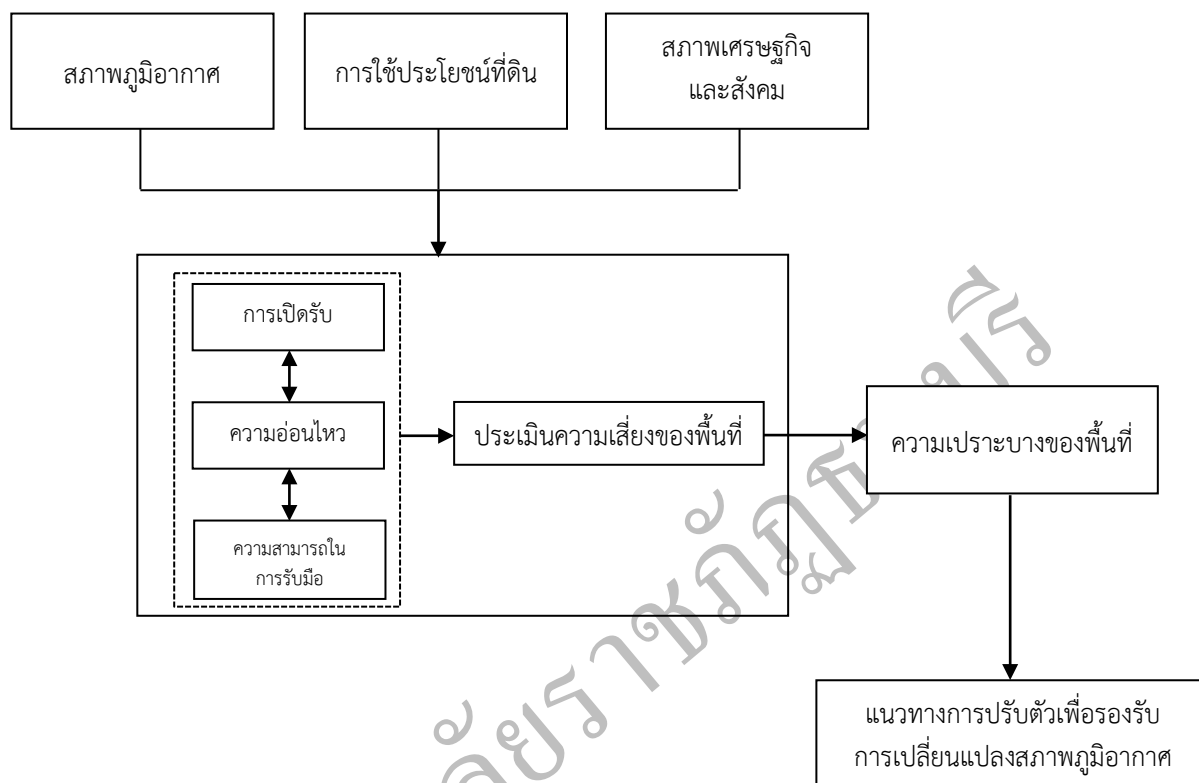 สภาพภูมิอากาศ
การใช้ประโยชน์ที่ดิน
สภาพเศรษฐกิจ
และสังคม
การเปิดรับ
ความอ่อนไหว
ความสามารถใน
การรับมือ
ประเมินความเสี่ยงของพื้นที่
ความเปราะบางของพื้นที่
แนวทางการปรับตัวเพื่อรองรับ
การเปลี่ยนแปลงสภาพภูมิอากาศ